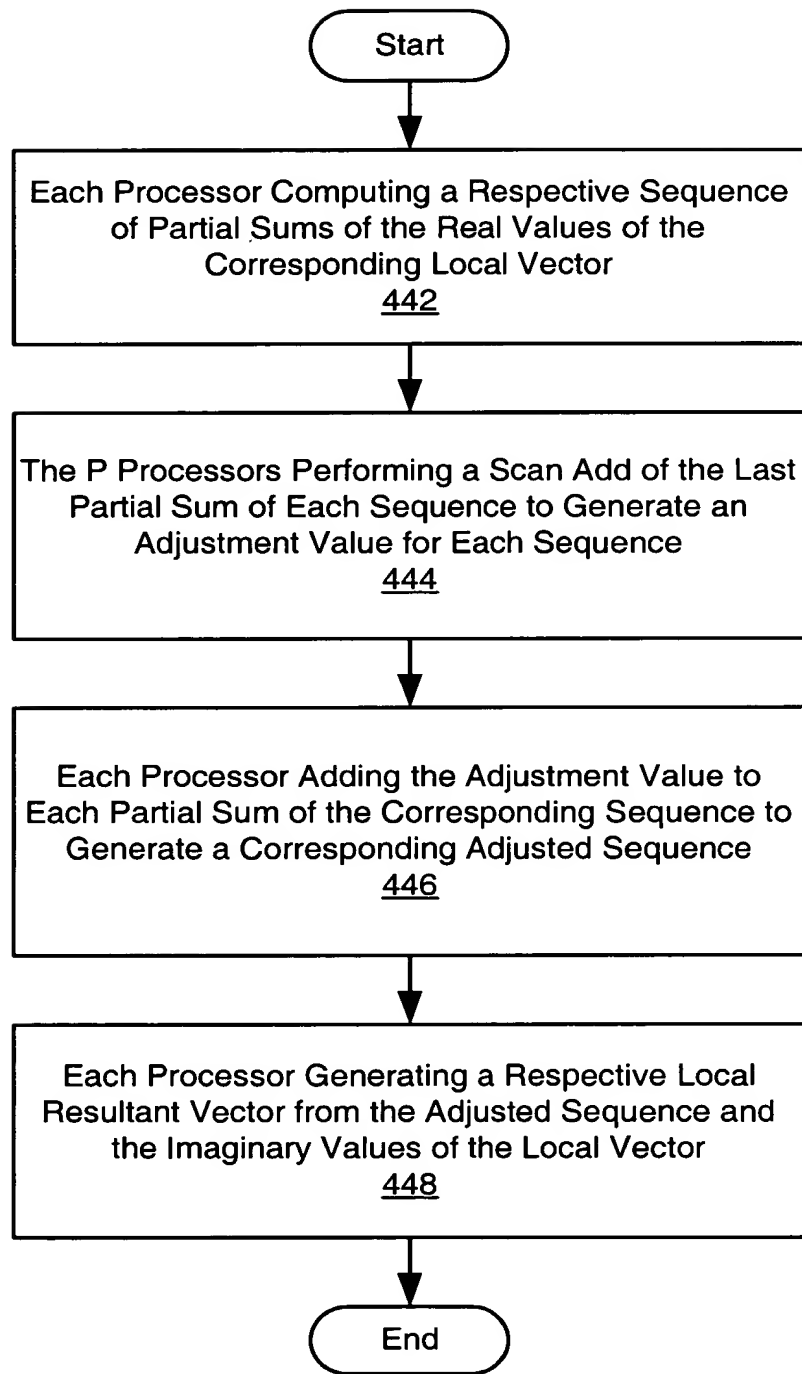 Start
Each Processor Computing a Respective Sequence
of Partial Sums of the Real Values of the
Corresponding Local Vector
442
The P Processors Performing a Scan Add of the Last
Partial Sum of Each Sequence to Generate an
Adjustment Value for Each Sequence
444
Each Processor Adding the Adjustment Value to
Each Partial Sum of the Corresponding Sequence to
Generate a Corresponding Adjusted Sequence
446
Each Processor Generating a Respective Local
Resultant Vector from the Adjusted Sequence and
the Imaginary Values of the Local Vector
448
End